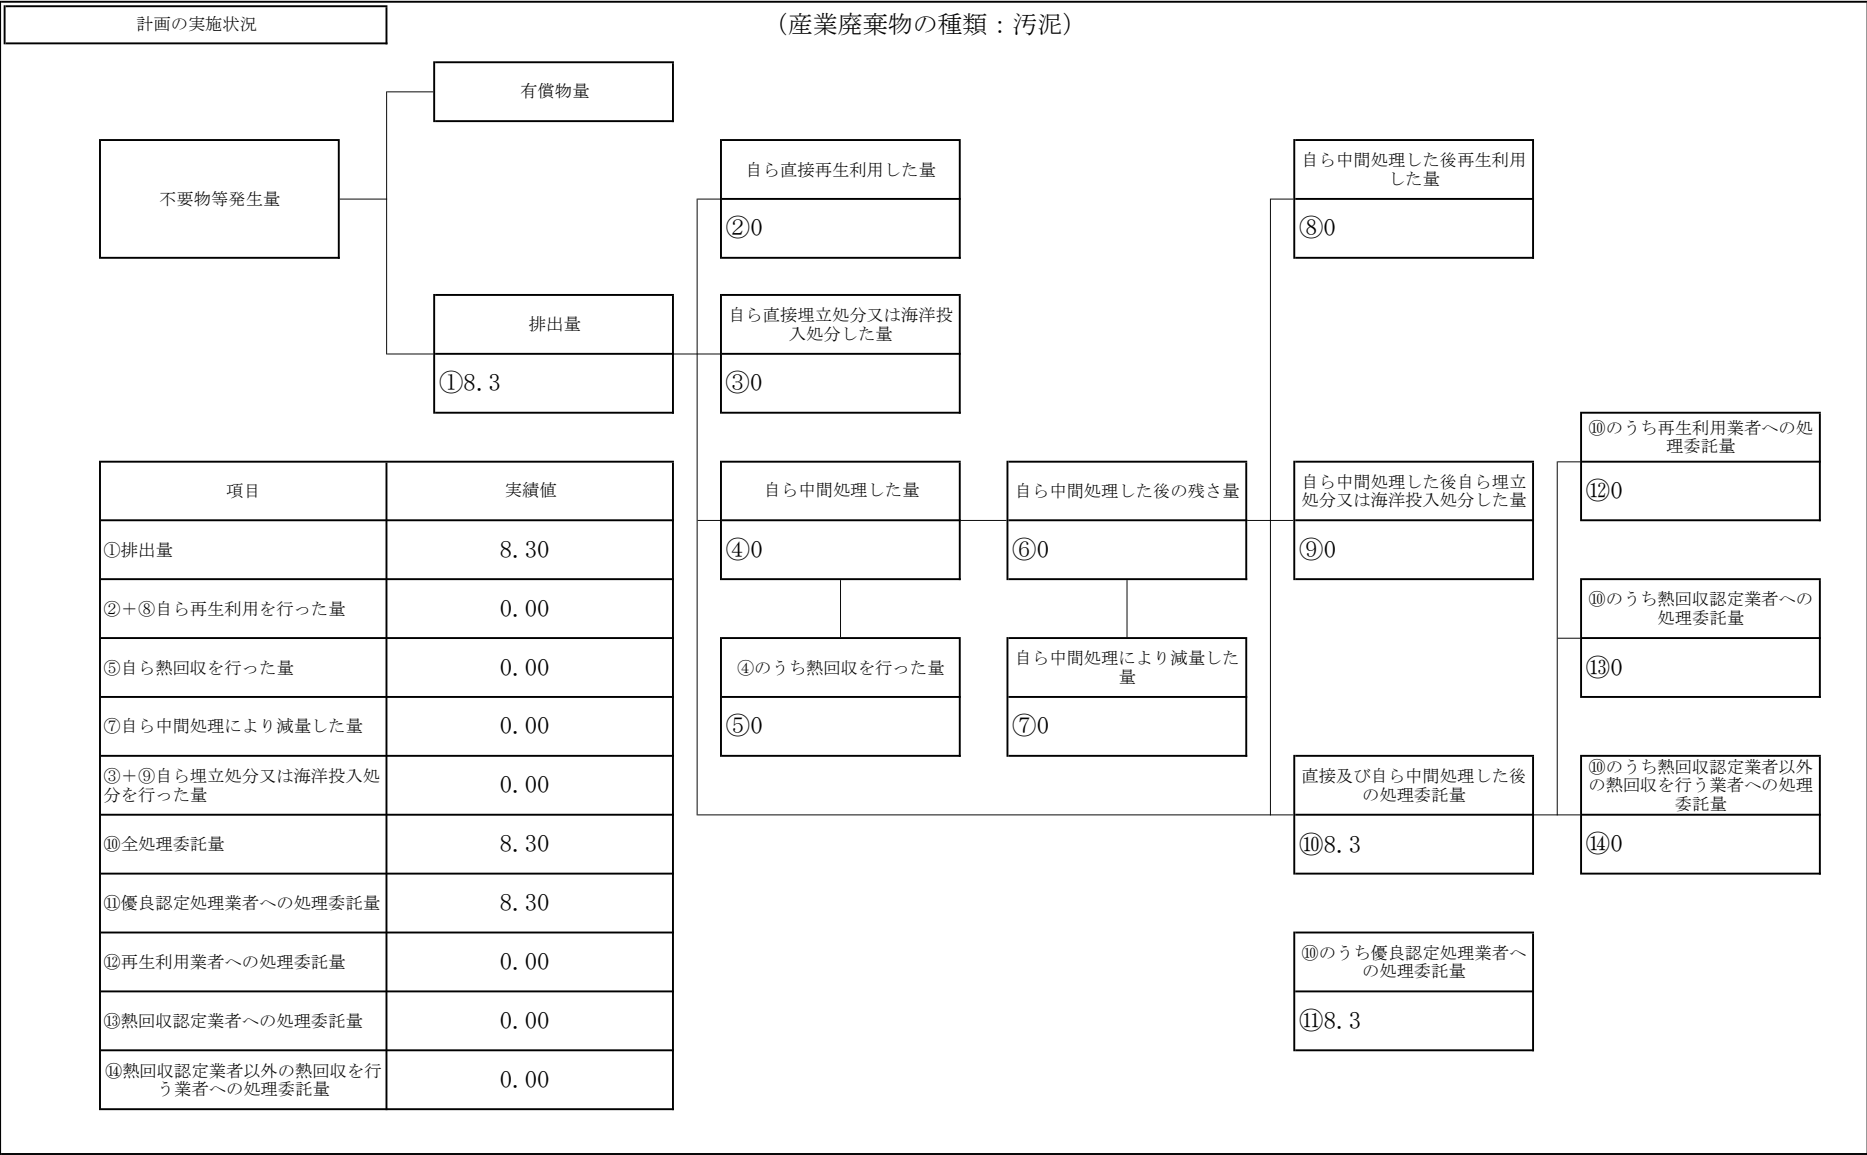 計画の実施状況
（産業廃棄物の種類：汚泥）
有償物量
不要物等発生量
自ら直接再生利用した量
②0
自ら中間処理した後再生利用
した量
⑧0
排出量
①8.3
自ら直接埋立処分又は海洋投
入処分した量
③0
項目
実績値
①排出量
8.30
②＋⑧自ら再生利用を行った量
0.00
⑤自ら熱回収を行った量
0.00
⑦自ら中間処理により減量した量
0.00
③＋⑨自ら埋立処分又は海洋投入処
分を行った量
0.00
⑩全処理委託量
8.30
⑪優良認定処理業者への処理委託量
8.30
⑫再生利用業者への処理委託量
0.00
⑬熱回収認定業者への処理委託量
0.00
⑭熱回収認定業者以外の熱回収を行
う業者への処理委託量
0.00
自ら中間処理した量
④0
④のうち熱回収を行った量
⑤0
自ら中間処理した後の残さ量
⑥0
自ら中間処理により減量した
量
⑦0
自ら中間処理した後自ら埋立
処分又は海洋投入処分した量
⑨0
直接及び自ら中間処理した後
の処理委託量
⑩8.3
⑩のうち優良認定処理業者へ
の処理委託量
⑪8.3
⑩のうち再生利用業者への処
理委託量
⑫0
⑩のうち熱回収認定業者への
処理委託量
⑬0
⑩のうち熱回収認定業者以外
の熱回収を行う業者への処理
委託量
⑭0